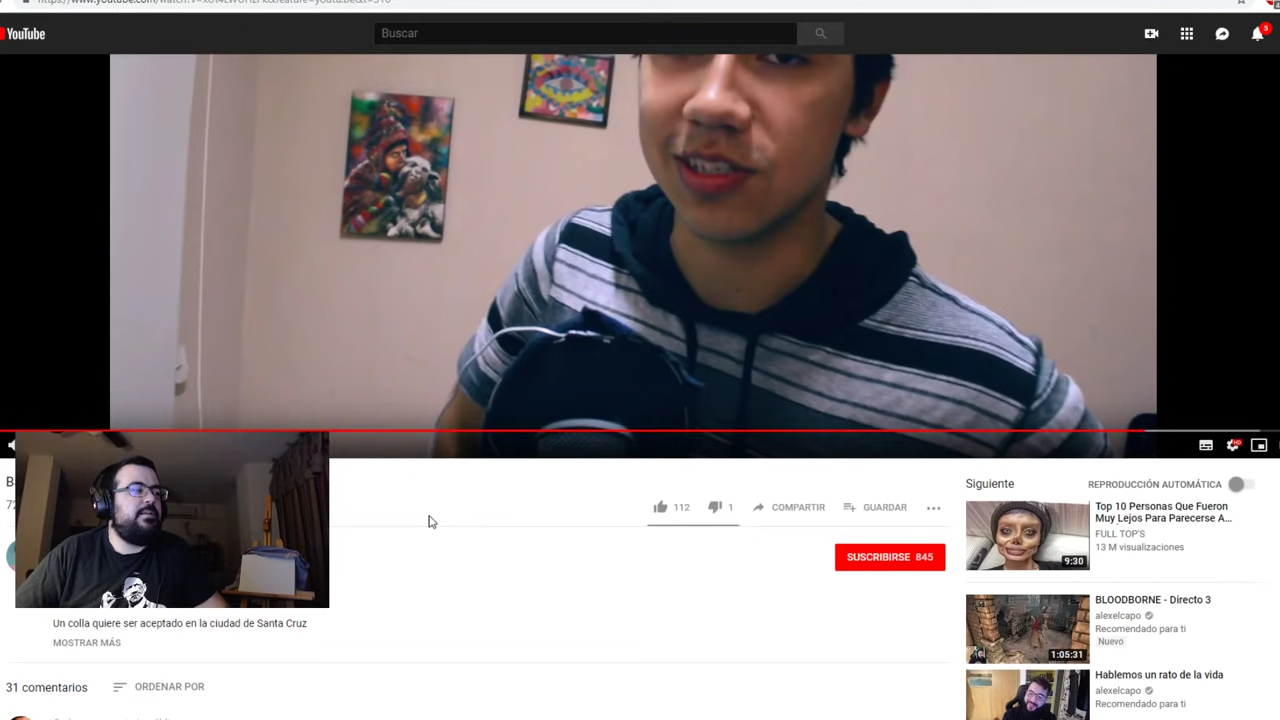 YouTube
Buscar
5
112
1
COMPARTIR
GUARDAR
SUSCRIBIRSE 845
Un colla quiere ser aceptado en la ciudad de Santa Cruz
MOSTRAR MÁS
31 comentarios
ORDENAR POR
Siguiente
REPRODUCCIÓN AUTOMÁTICA
Top 10 Personas Que Fueron
Muy Lejos Para Parecerse A...
FULL TOP'S
13 M visualizaciones
9:30
BLOODBORNE - Directo 3
alexelcapo
Recomendado para ti
Nuevo
1:05:31
Hablemos un rato de la vida
alexelcapo
Recomendado para ti